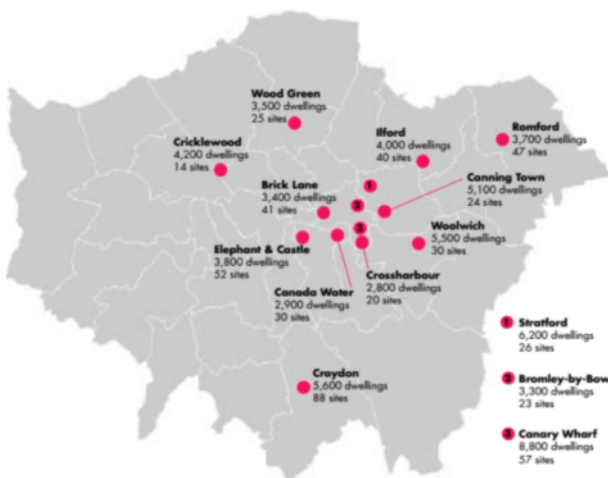 Wood Green
3,500 dwellings
25 sites
Cricklewood
4,200 dwellings
14 sites
Ilford
4,000 dwellings
40 sites
Romford
3,700 dwellings
47 sites
Brick Lane
3,400 dwellings
41 sites
1
2
3
Canning Town
5,100 dwellings
24 sites
Woolwich
5,500 dwellings
30 sites
Elephant & Castle
3,800 dwellings
52 sites
Crossharbour
2,800 dwellings
20 sites
Canada Water
2,900 dwellings
30 sites
Croydon
5,600 dwellings
88 sites
1 Stratford
6,200 dwellings
26 sites
2 Bromley-by-Bow
3,300 dwellings
23 sites
3 Canary Wharf
8,800 dwellings
57 sites